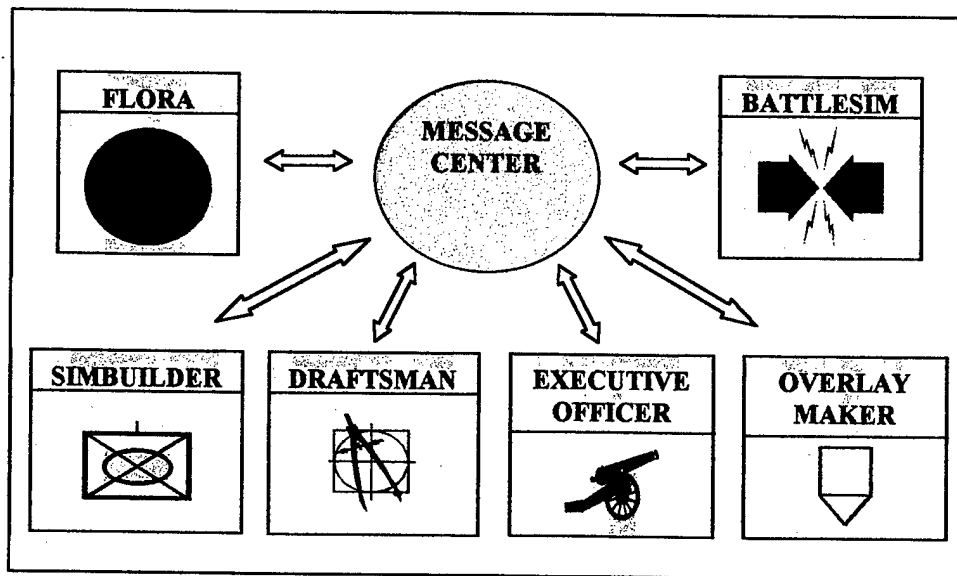 FLORA
MESSAGE
CENTER
BATTLESIM
SIMBUILDER
DRAFTSMAN
EXECUTIVE
OFFICER
OVERLAY
MAKER